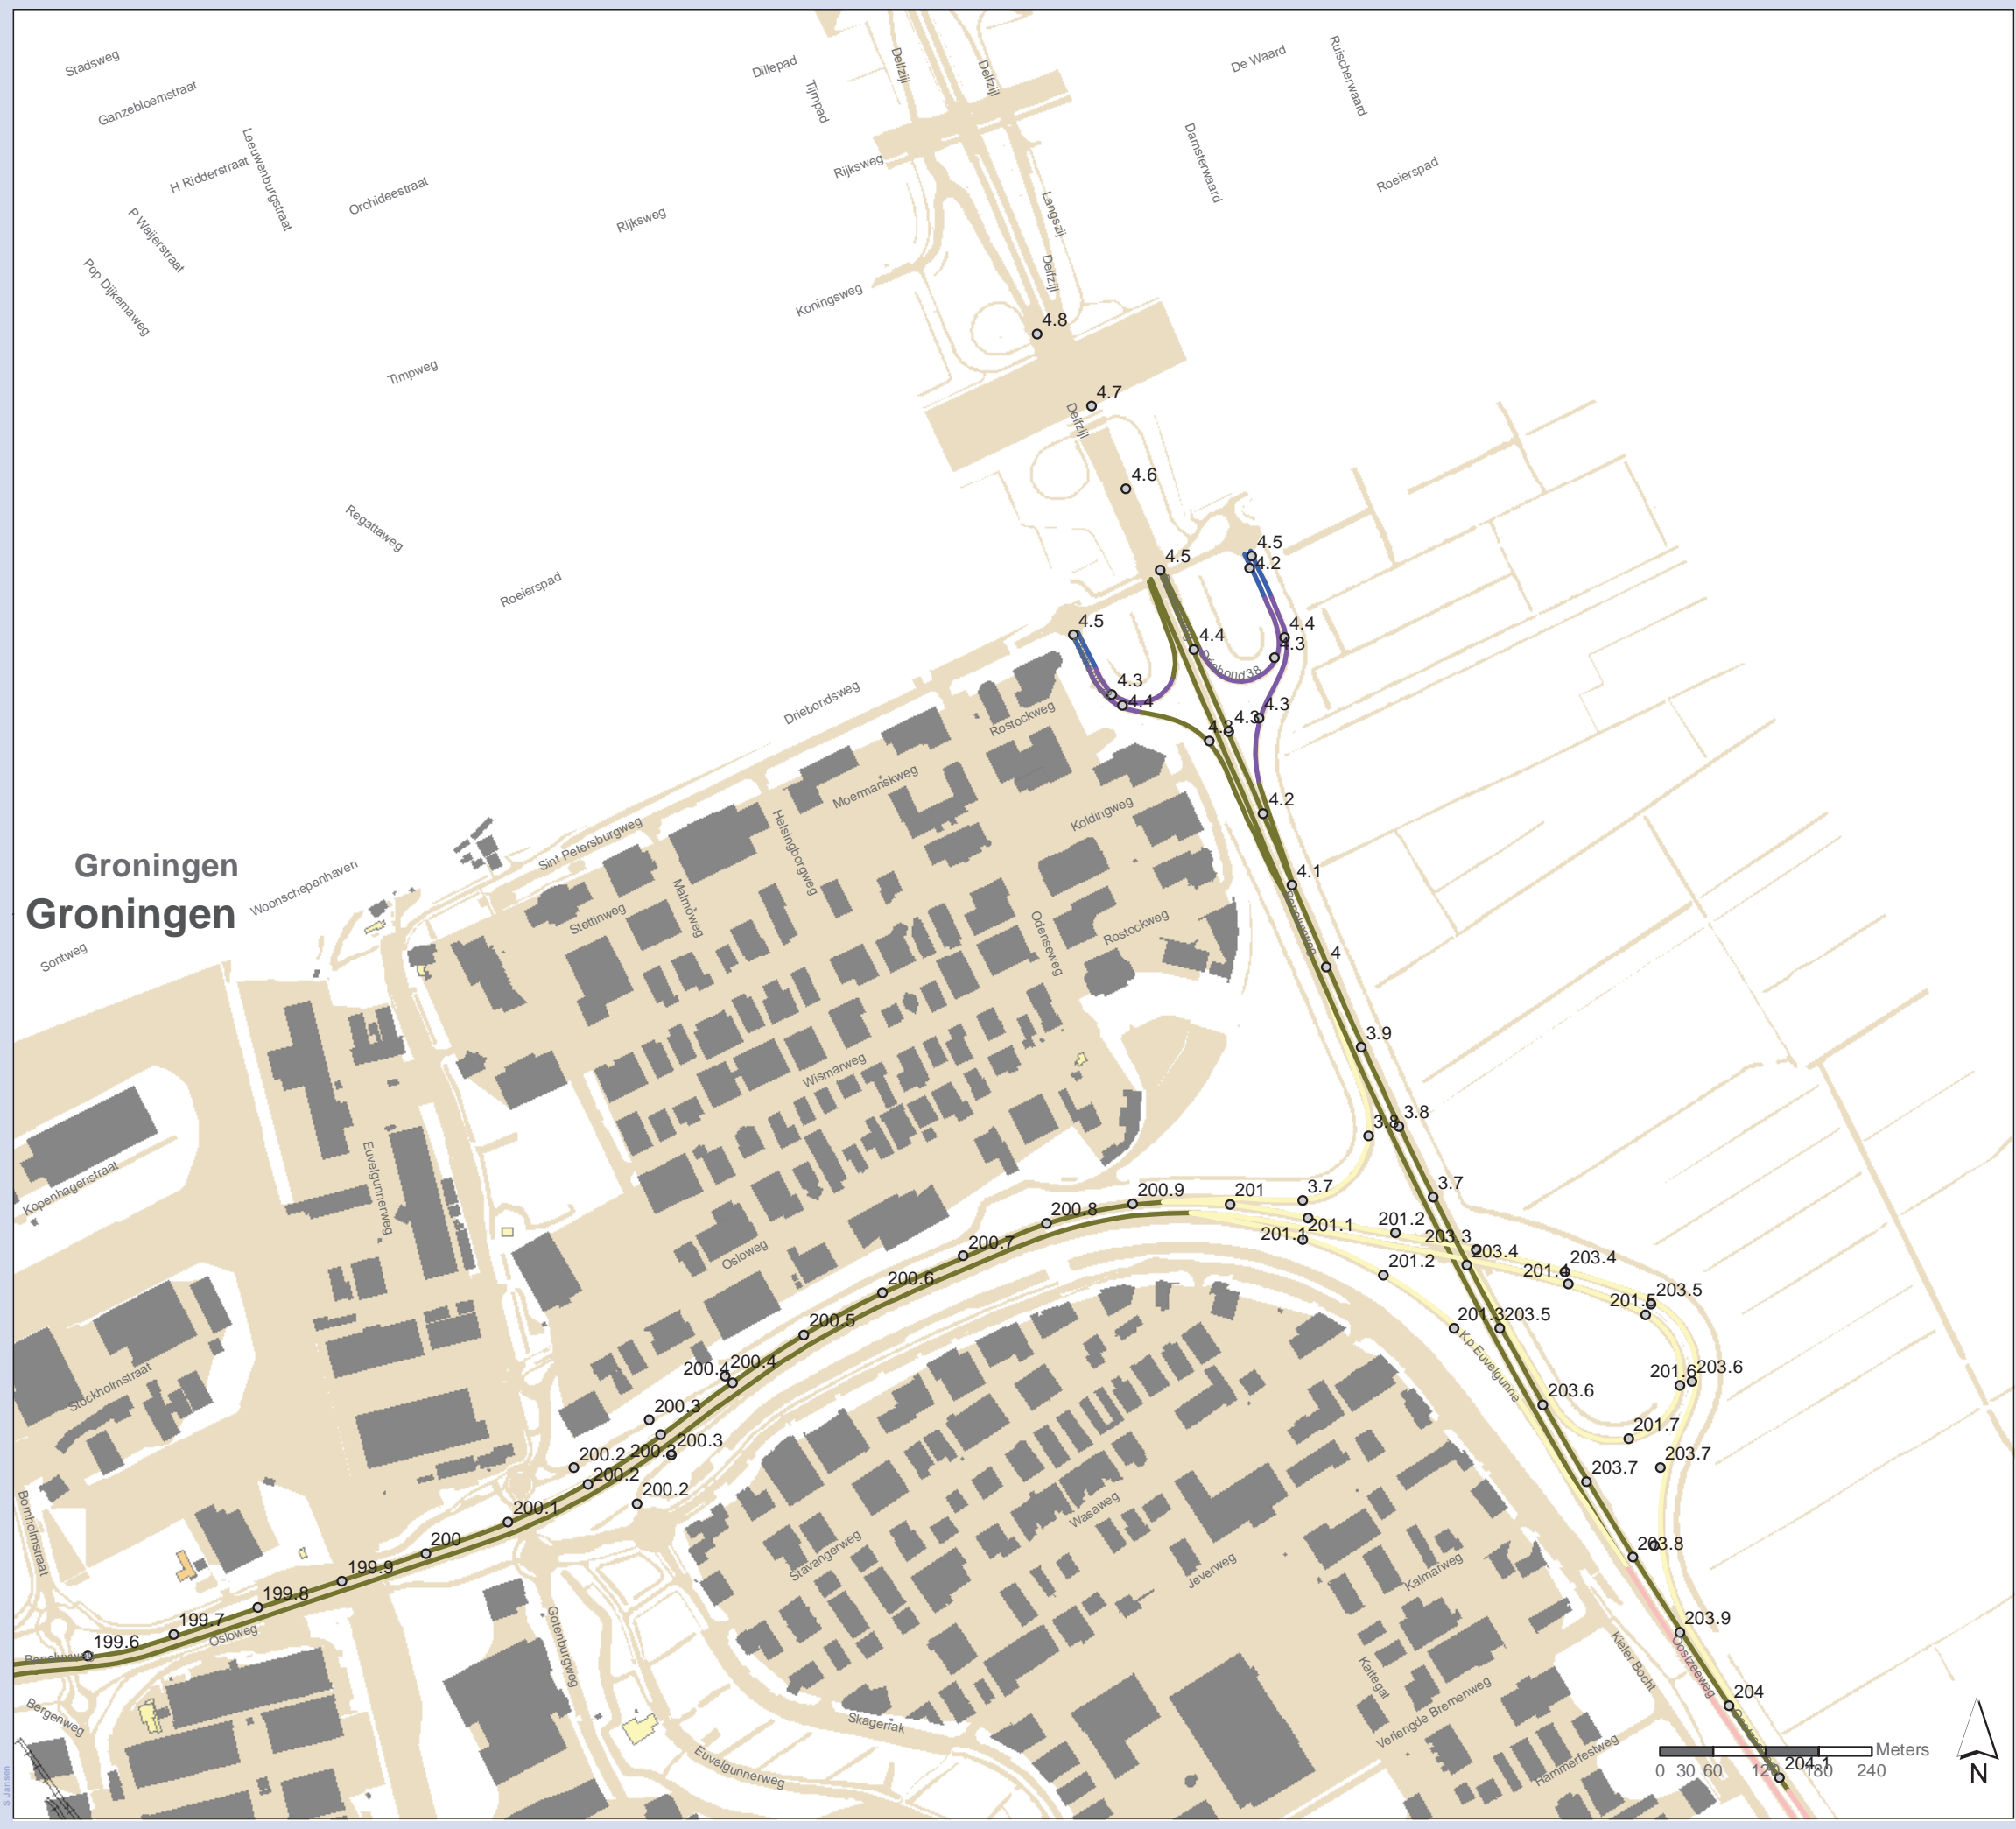 Stadsweg
Ganzebloemstraat
H Ridderstraat
Leeuwenburgstraat
P Waijerstraat
Pop Dijkemaweg
Orchideestraat
Dillepad
Tijmpad
Delfzijl
Delfzijl
De Waard
Ruischerwaard
Rijksweg
Rijksweg
Damsterwaard
Roeierspad
Langszij
Delfzijl
Koningsweg
4.8
Timpweg
4.7
Delfzijl
4.6
Regattaweg
Roeierspad
4.5
4.5
4.2
4.5
4.4
4.4
4.3
Driebond38
4.3
4.4
4.3
4.3
4.3
Driebondsweg
Rostockweg
Moermanskweg
4.2
Koldingweg
Sint Petersburgweg
Helsingborgweg
Groningen
Groningen
Woonschepenhaven
Sontweg
Stettinweg
Malmöweg
Odenseweg
Rostockweg
4.1
Beneluxweg
4
3.9
Wismarweg
3.8
3.8
Kopenhagenstraat
Euvelgunnerweg
3.7
3.7
200.9
201
200.8
201.1
201.1
201.2
203.3
203.4
203.4
201.4
201.2
Osloweg
200.7
200.6
203.5
201.5
201.3
203.5
Kp Euvelgunne
200.5
200.4
200.4
Stockholmstraat
201.6
203.6
203.6
200.3
201.7
200.2
200.3
200.3
203.7
203.7
200.2
200.2
200.1
Bornholmstraat
Wasaweg
Stavangerweg
Jeverweg
Kalmarweg
200
203.8
199.9
199.8
199.7
Osloweg
199.6
Beneluxweg
Gotenburgweg
203.9
Kieler Bocht
Oostzeeweg
Kattegat
Verlengde Bremenweg
204
Bergenweg
Skagerrak
Euvelgunnerweg
Hammerfestweg
204.1
Meters
0 30 60 120 180 240
N
S Jansen